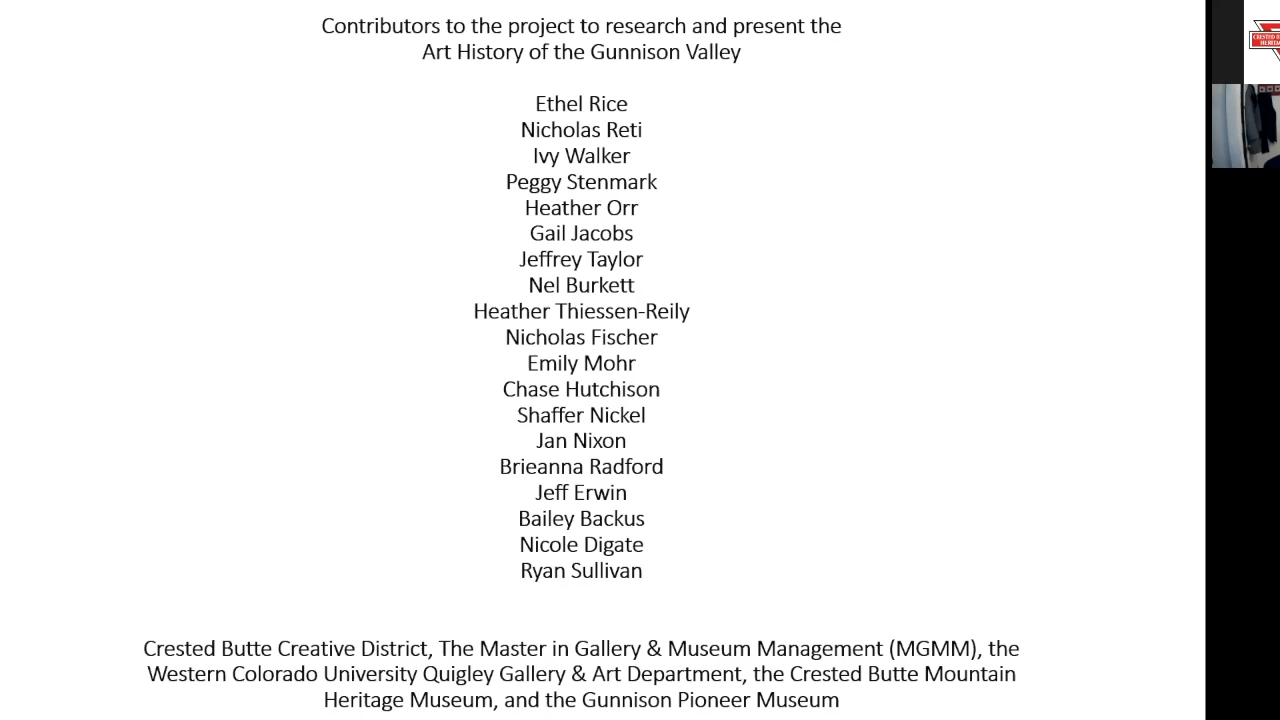 Contributors to the project to research and present the
Art History of the Gunnison Valley
Ethel Rice
Nicholas Reti
Ivy Walker
Peggy Stenmark
Heather Orr
Gail Jacobs
Jeffrey Taylor
Nel Burkett
Heather Thiessen-Reily
Nicholas Fischer
Emily Mohr
Chase Hutchison
Shaffer Nickel
Jan Nixon
Brieanna Radford
Jeff Erwin
Bailey Backus
Nicole Digate
Ryan Sullivan
Crested Butte Creative District, The Master in Gallery & Museum Management (MGMM), the
Western Colorado University Quigley Gallery & Art Department, the Crested Butte Mountain
Heritage Museum, and the Gunnison Pioneer Museum
CRESTED